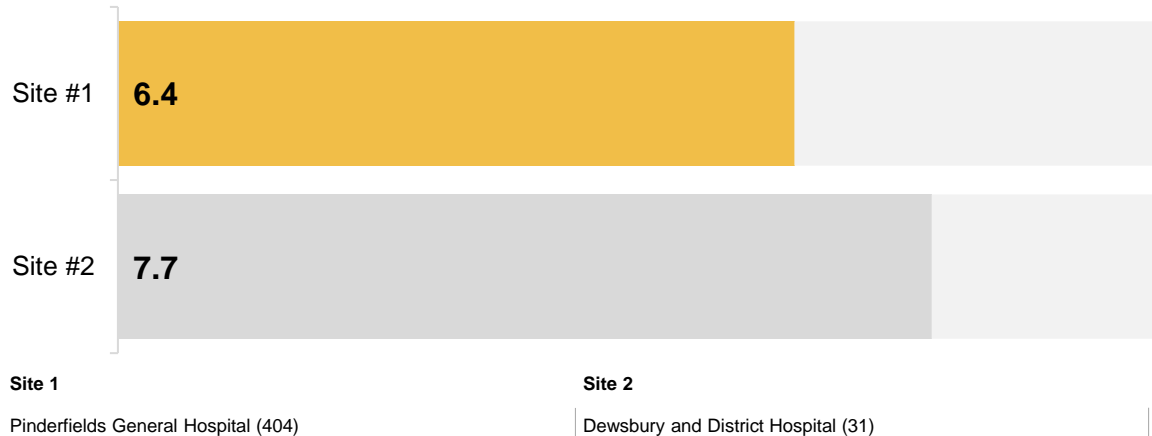 Site #1 6.4
Site #2 7.7
Site 1 Site 2
Pinderfields General Hospital (404) Dewsbury and District Hospital (31)